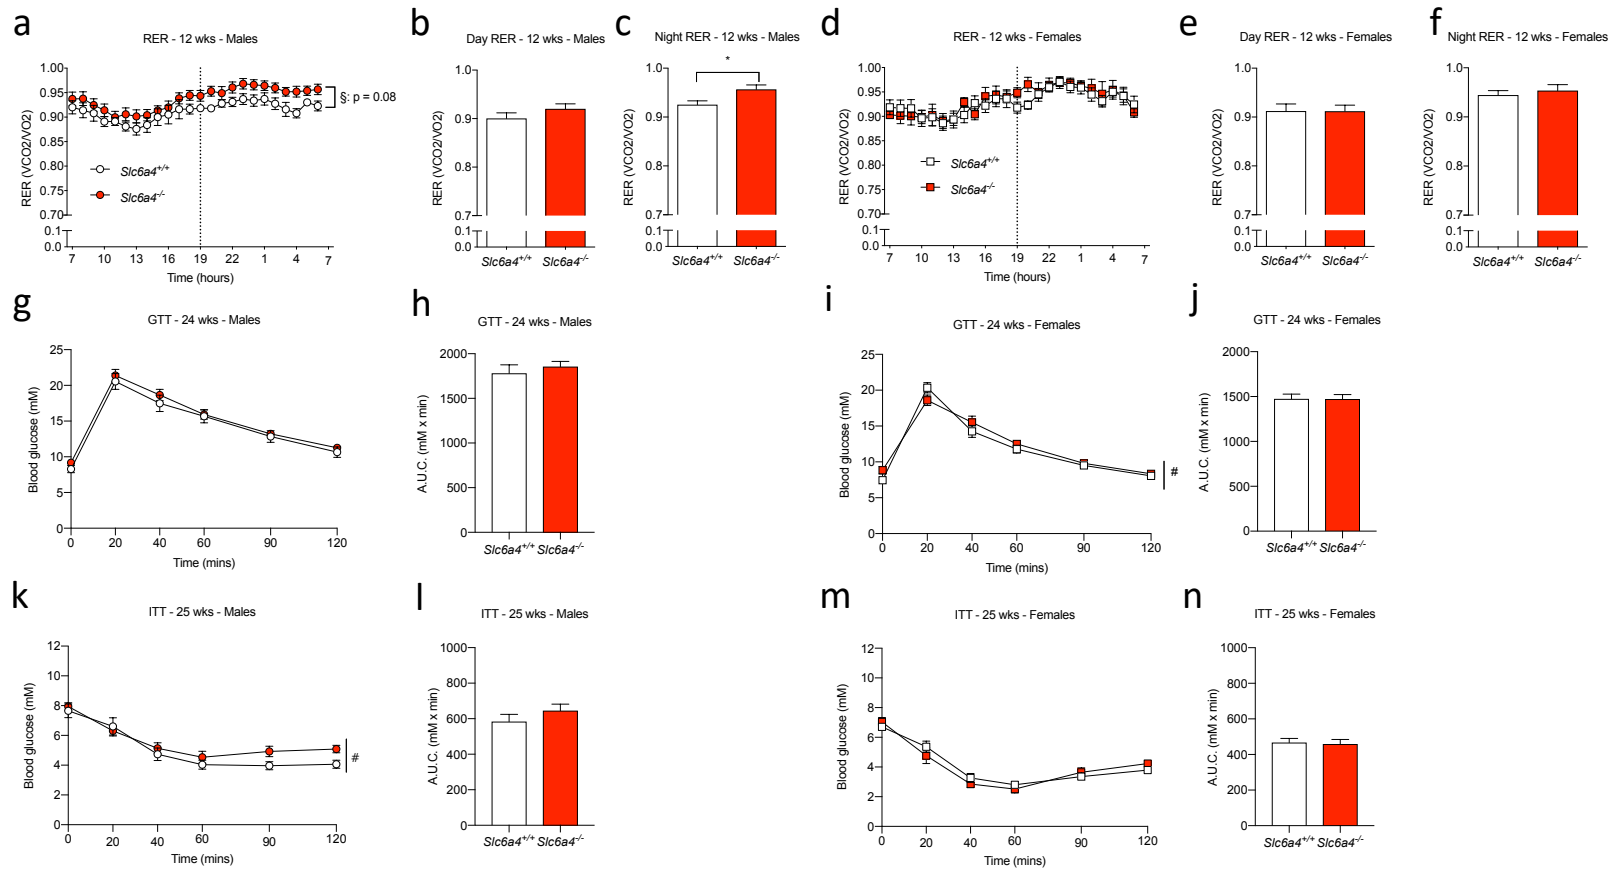 a
RER - 12 wks - Males
RER (VCO2/VO2)
1.00
0.95
0.90
0.85
0.80
0.75
0.70
0.1
0.0
7 10 13 16 19 22 1 4 7
Time (hours)
Slc6a4+/+
Slc6a4-/-
§: p = 0.08
b
Day RER - 12 wks - Males
RER (VCO2/VO2)
1.0
0.9
0.8
0.7
0.1
0.0
Slc6a4+/+ Slc6a4-/-
c
Night RER - 12 wks - Males
*
RER (VCO2/VO2)
1.0
0.9
0.8
0.7
0.1
0.0
Slc6a4+/+ Slc6a4-/-
d
RER - 12 wks - Females
RER (VCO2/VO2)
1.00
0.95
0.90
0.85
0.80
0.75
0.70
0.1
0.0
7 10 13 16 19 22 1 4 7
Time (hours)
Slc6a4+/+
Slc6a4-/-
e
Day RER - 12 wks - Females
RER (VCO2/VO2)
1.0
0.9
0.8
0.7
0.1
0.0
Slc6a4+/+ Slc6a4-/-
f
Night RER - 12 wks - Females
RER (VCO2/VO2)
1.0
0.9
0.8
0.7
0.1
0.0
Slc6a4+/+ Slc6a4-/-
g
GTT - 24 wks - Males
Blood glucose (mM)
25
20
15
10
5
0
0 20 40 60 90 120
Time (mins)
h
GTT - 24 wks - Males
A.U.C. (mM x min)
2000
1500
1000
500
0
Slc6a4+/+ Slc6a4-/-
i
GTT - 24 wks - Females
Blood glucose (mM)
25
20
15
10
5
0
#
0 20 40 60 90 120
Time (mins)
j
GTT - 24 wks - Females
A.U.C. (mM x min)
2000
1500
1000
500
0
Slc6a4+/+ Slc6a4-/-
k
ITT - 25 wks - Males
Blood glucose (mM)
12
10
8
6
4
2
0
#
0 20 40 60 90 120
Time (mins)
l
ITT - 25 wks - Males
A.U.C. (mM x min)
1000
800
600
400
200
0
Slc6a4+/+ Slc6a4-/-
m
ITT - 25 wks - Females
Blood glucose (mM)
12
10
8
6
4
2
0
0 20 40 60 90 120
Time (mins)
n
ITT - 25 wks - Females
A.U.C. (mM x min)
1000
800
600
400
200
0
Slc6a4+/+ Slc6a4-/-